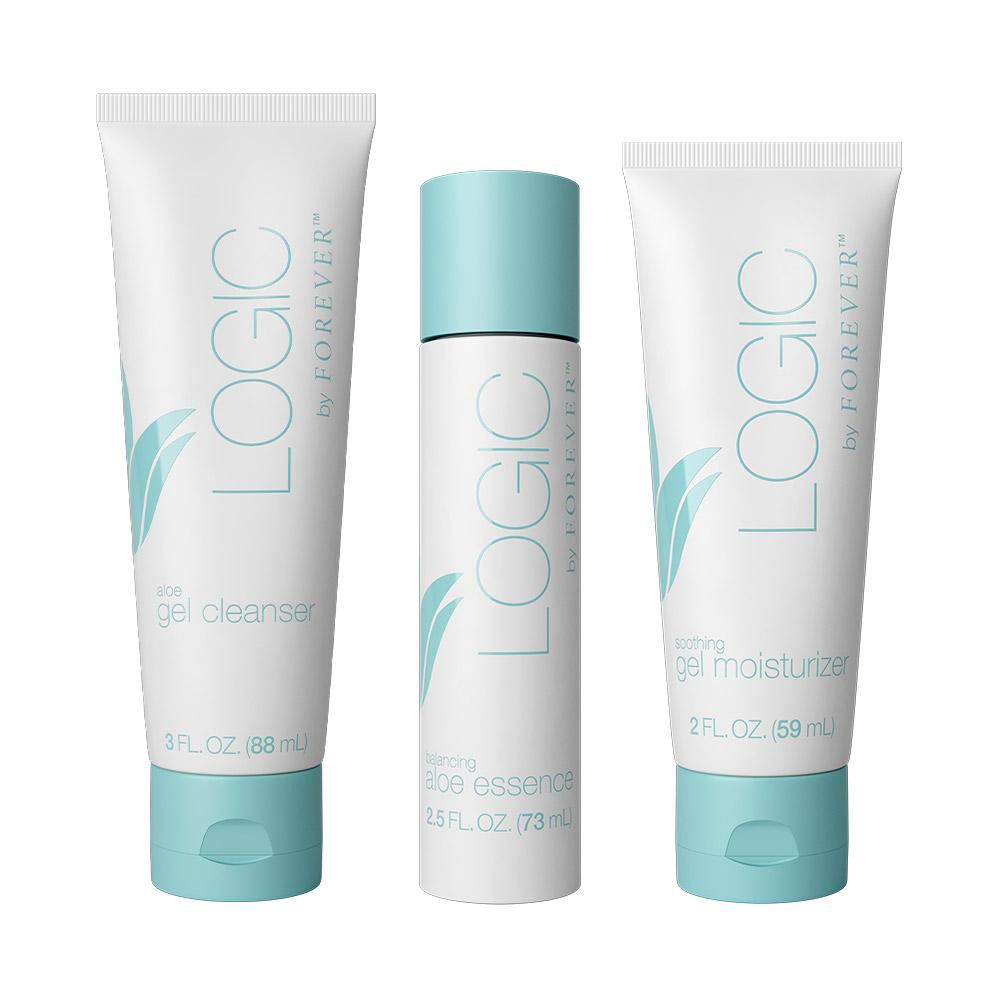 LOGIC
by FOREVER™
aloe
gel cleanser
3 FL. OZ. (88 mL)
LOGIC
by FOREVER™
balancing
aloe essence
2.5 FL. OZ. (73 mL)
LOGIC
by FOREVER™
soothing
gel moisturizer
2 FL. OZ. (59 mL)